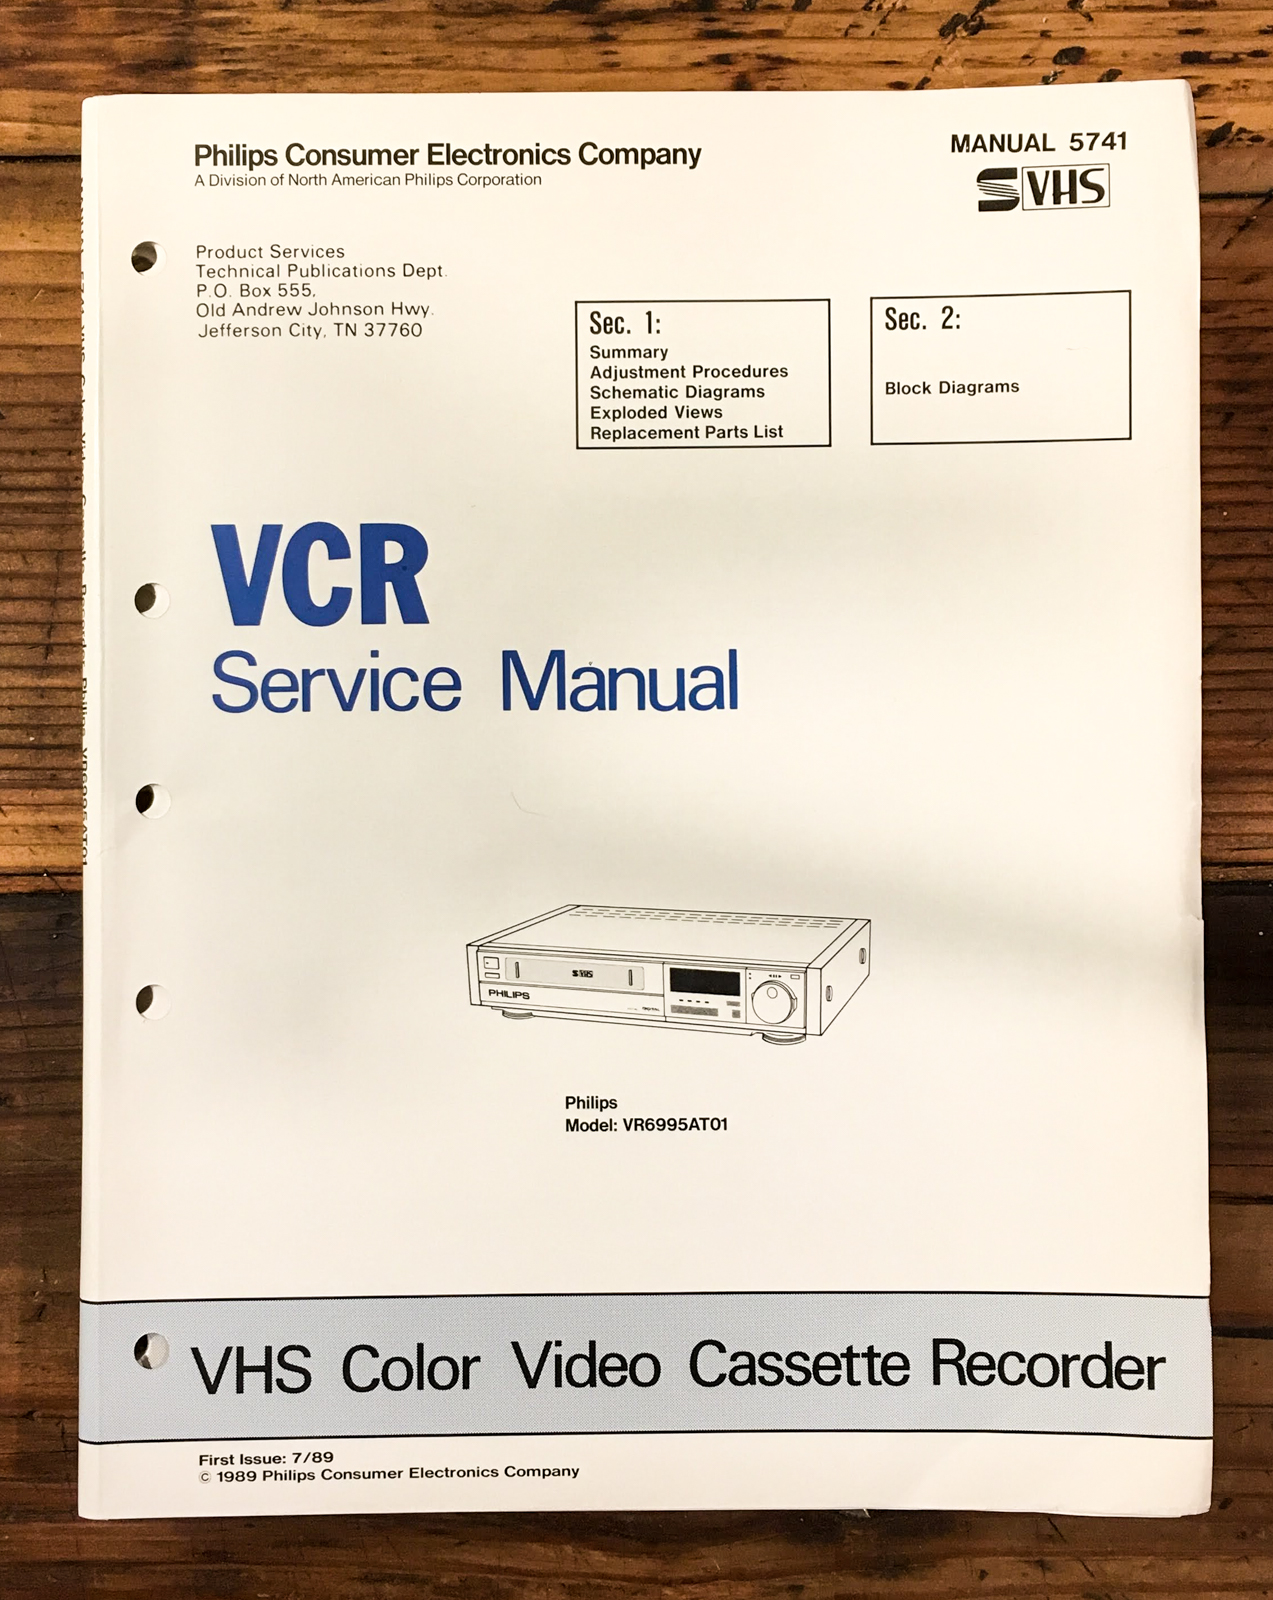 Philips Consumer Electronics Company
A Division of North American Philips Corporation
MANUAL 5741
S VHS
Product Services
Technical Publications Dept.
P.O. Box 555,
Old Andrew Johnson Hwy.
Jefferson City, TN 37760
Sec. 1:
Summary
Adjustment Procedures
Schematic Diagrams
Exploded Views
Replacement Parts List
Sec. 2:
Block Diagrams
VCR
Service Manual
S VHS
PHILIPS
DIGITAL
Philips
Model: VR6995AT01
VHS Color Video Cassette Recorder
First Issue: 7/89
© 1989 Philips Consumer Electronics Company